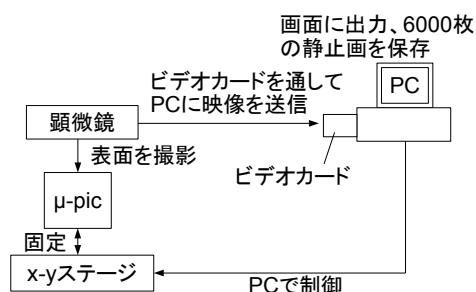 画面に出力、6000枚
の静止画を保存
ビデオカードを通して
PCに映像を送信
PC
顕微鏡
表面を撮影
ビデオカード
μ-pic
固定
x-yステージ
PCで制御